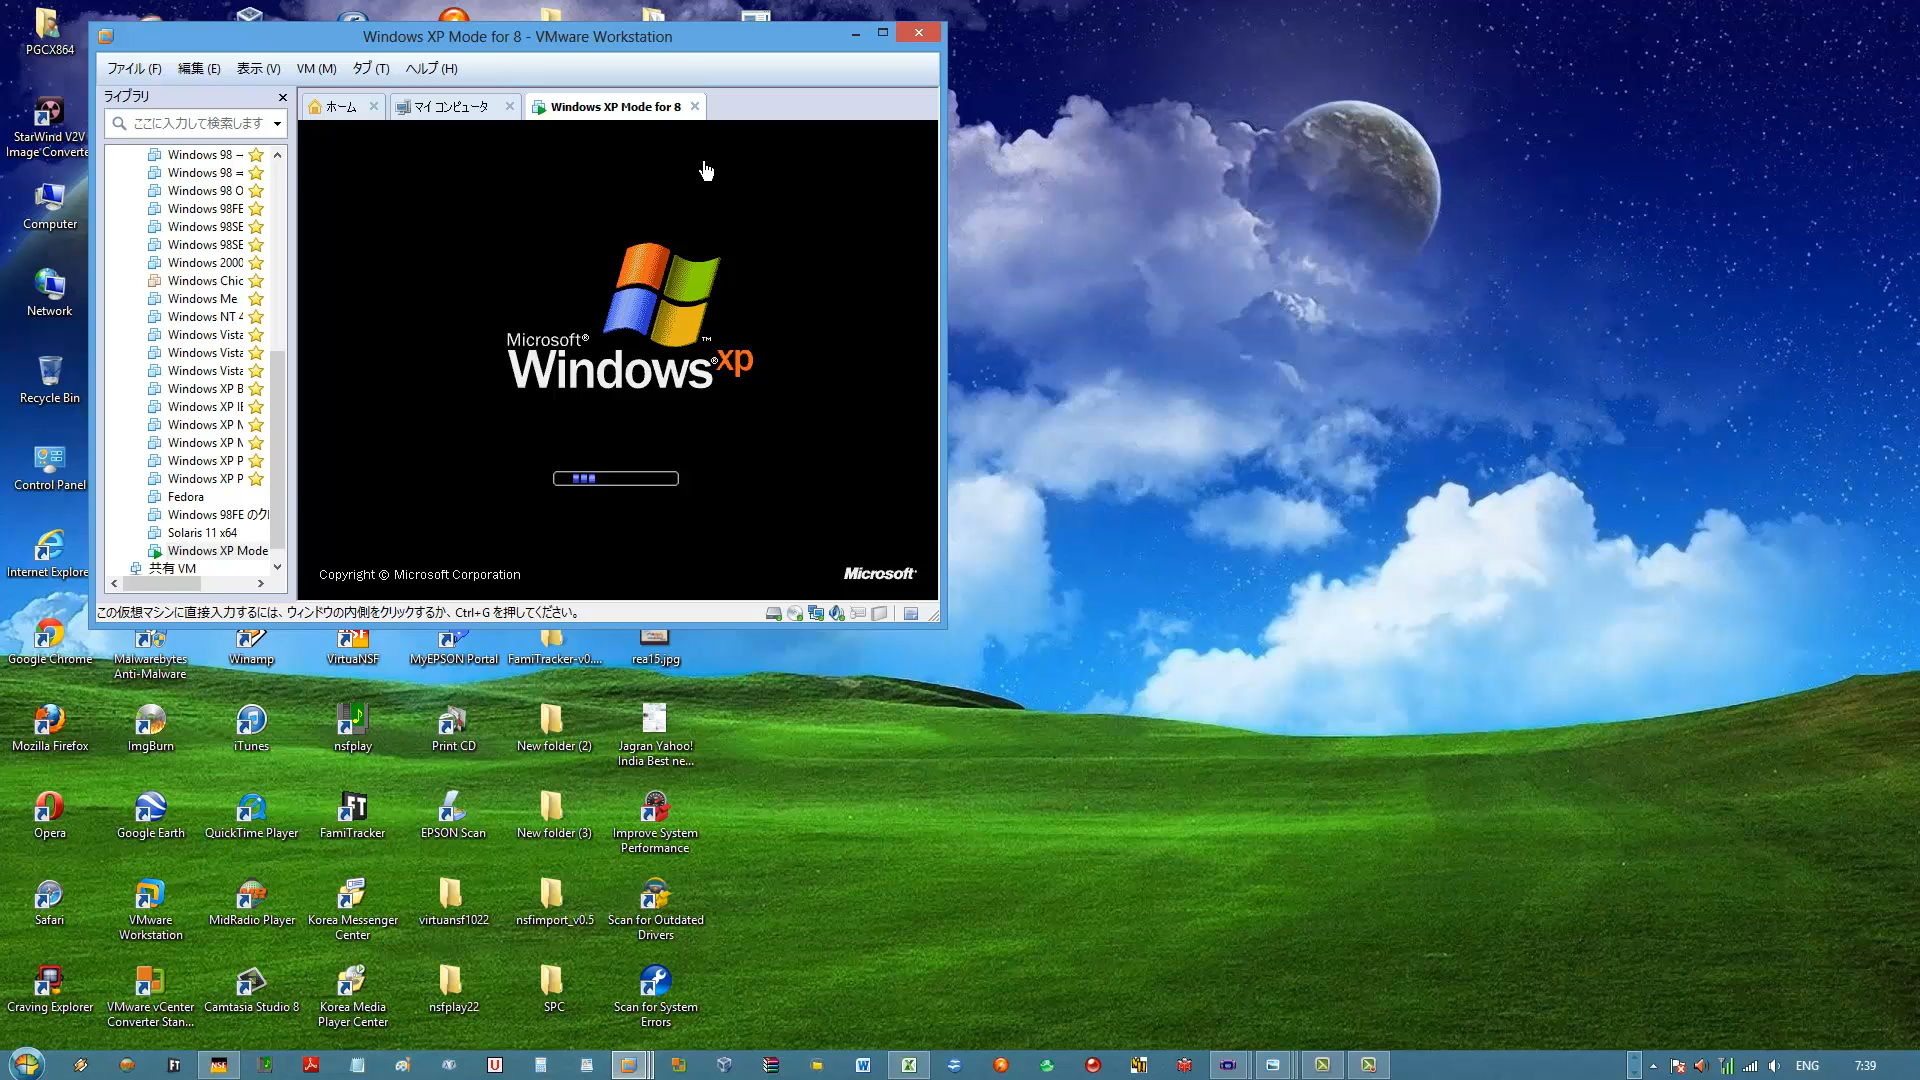 Windows XP Mode for 8 - VMware Workstation
ファイル (F) 編集 (E) 表示 (V) VM (M) タブ (T) ヘルプ (H)
ライブラリ
ここに入力して検索します
ホーム
マイ コンピュータ
Windows XP Mode for 8
Windows 98
Windows 98
Windows 98 O
Windows 98FE
Windows 98SE
Windows 98SE
Windows 2000
Windows Chic
Windows Me
Windows NT 4
Windows Vista
Windows Vista
Windows Vista
Windows XP B
Windows XP IE
Windows XP M
Windows XP M
Windows XP P
Windows XP P
Fedora
Windows 98FE のクロ
Solaris 11 x64
Windows XP Mode
共有 VM
Microsoft®
Windows®xp
™
Copyright © Microsoft Corporation
Microsoft®
この仮想マシンに直接入力するには、ウィンドウの内側をクリックするか、Ctrl+G を押してください。
PGCX864
StarWind V2V
Image Converte
Computer
Network
Recycle Bin
Control Panel
Internet Explore
Google Chrome
Malwarebytes
Anti-Malware
Winamp
VirtuaNSF
MyEPSON Portal
FamiTracker-v0....
rea15.jpg
Mozilla Firefox
ImgBurn
iTunes
nsfplay
Print CD
New folder (2)
Jagran Yahoo!
India Best ne...
Opera
Google Earth
QuickTime Player
FT
FamiTracker
EPSON Scan
New folder (3)
Improve System
Performance
Safari
VMware
Workstation
MidRadio Player
Korea Messenger
Center
virtuansf1022
nsfimport_v0.5
Scan for Outdated
Drivers
Craving Explorer
VMware vCenter
Converter Stan...
Camtasia Studio 8
Korea Media
Player Center
nsfplay22
SPC
Scan for System
Errors
FT
NSF
U
ENG
7:39